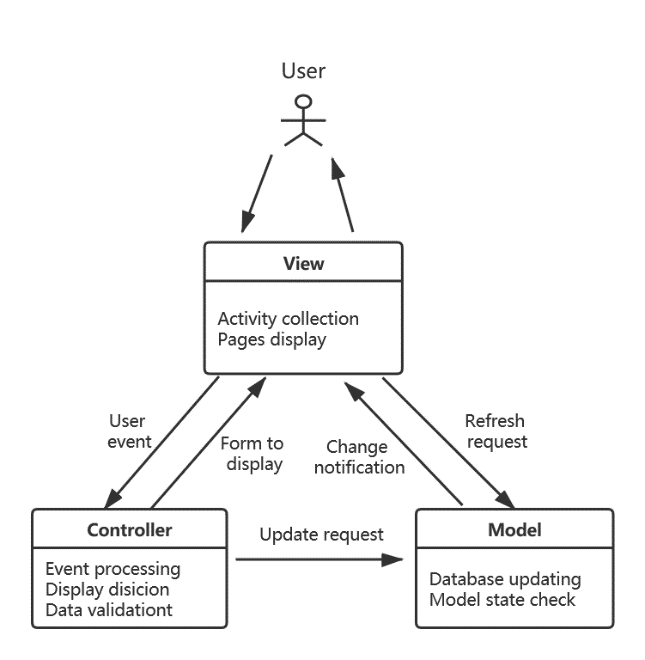 User
View
Activity collection
Pages display
User
event
Form to
display
Change
notification
Refresh
request
Controller
Event processing
Display disicion
Data validationt
Update request
Model
Database updating
Model state check